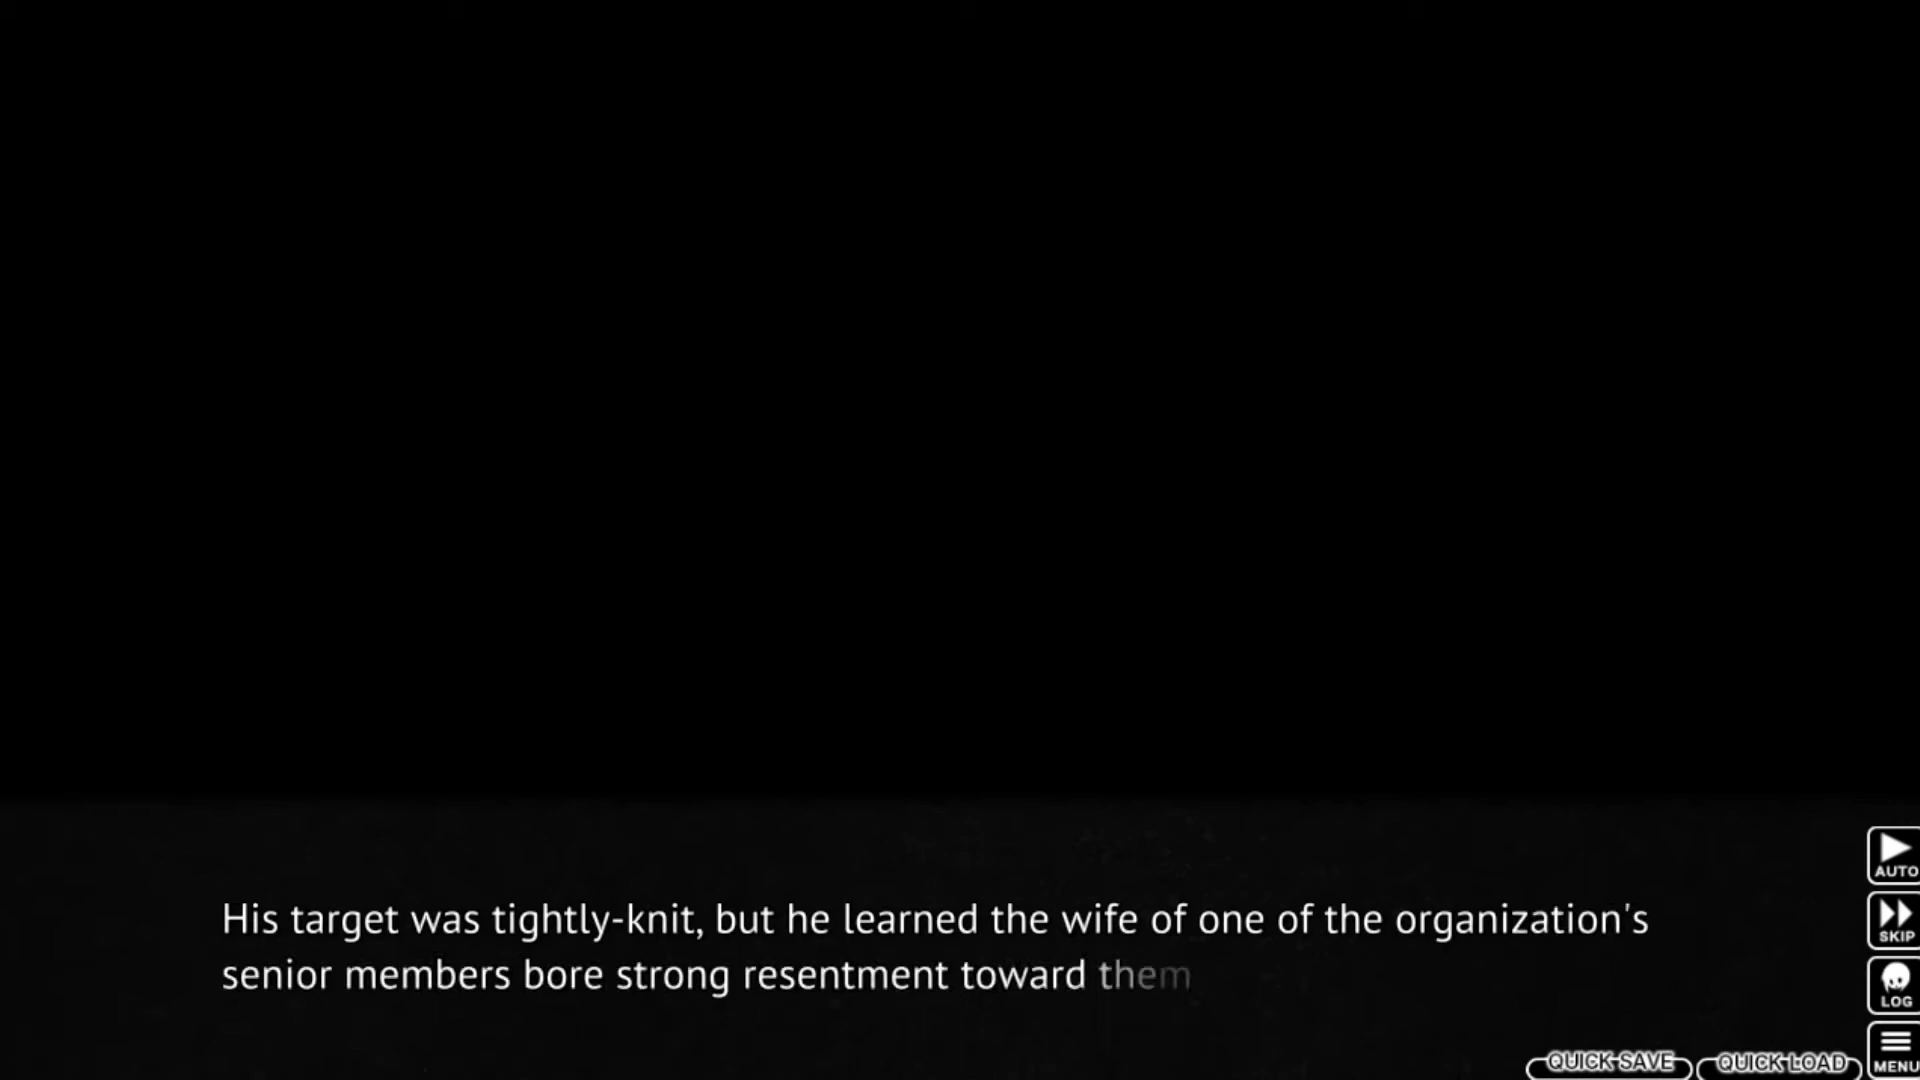 His target was tightly-knit, but he learned the wife of one of the organization's
senior members bore strong resentment toward them
AUTO
SKIP
LOG
MENU
QUICK SAVE
QUICK LOAD